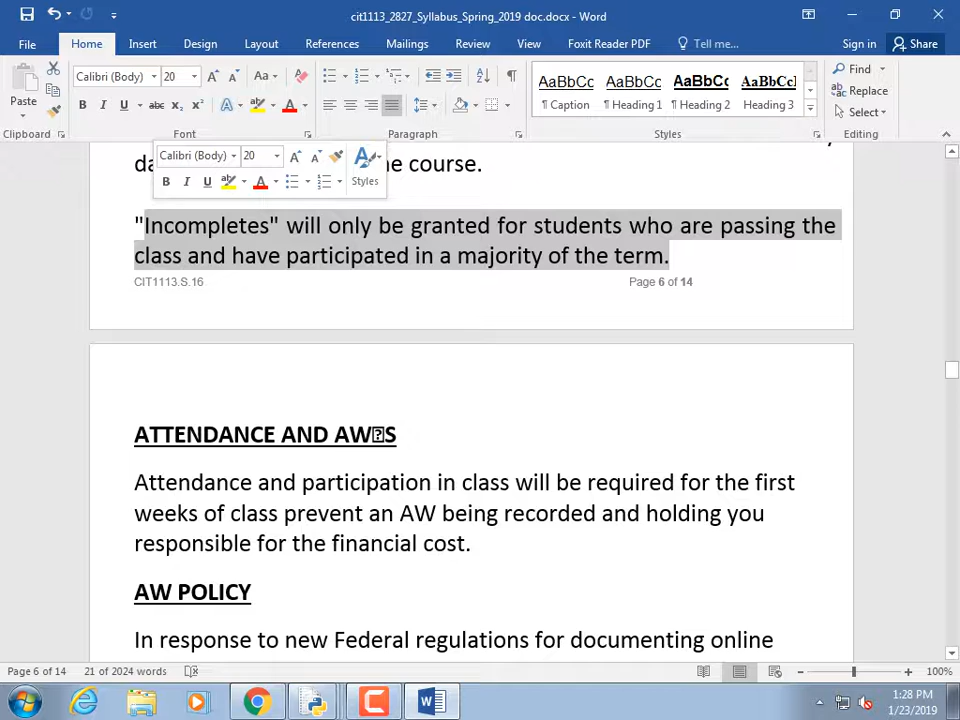 cit1113_2827_Syllabus_Spring_2019 doc.docx - Word
File Home Insert Design Layout References Mailings Review View Foxit Reader PDF Tell me... Sign in Share
Paste
Clipboard
Calibri (Body) 20
A A Aa
B I U abc x₂ x² A A
Font
Paragraph
AaBbCc AaBbCc AaBbCc AaBbCcI
¶ Caption ¶ Heading 1 ¶ Heading 2 Heading 3
Styles
Find
Replace
Select
Editing
Calibri (Body) 20 A A
B I U A Styles
da
e course.
"Incompletes" will only be granted for students who are passing the
class and have participated in a majority of the term.
CIT1113.S.16 Page 6 of 14
ATTENDANCE AND AW⍰S
Attendance and participation in class will be required for the first
weeks of class prevent an AW being recorded and holding you
responsible for the financial cost.
AW POLICY
In response to new Federal regulations for documenting online
Page 6 of 14 21 of 2024 words 100%
1:28 PM
1/23/2019